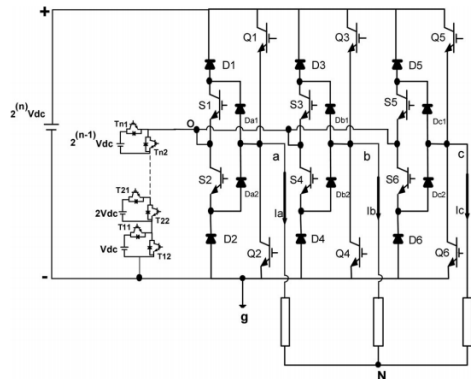 +
Q1
Q3
Q5
D1
D3
D5
2(n)Vdc
Tn1
O
S1
Da1
S3
Db1
S5
Dc1
2(n-1)Vdc
Tn2
a
b
c
S2
Da2
S4
Db2
S6
Dc2
T21
2Vdc
T22
T11
Vdc
T12
Ia
Ib
Ic
D2
Q2
D4
Q4
D6
Q6
-
g
N